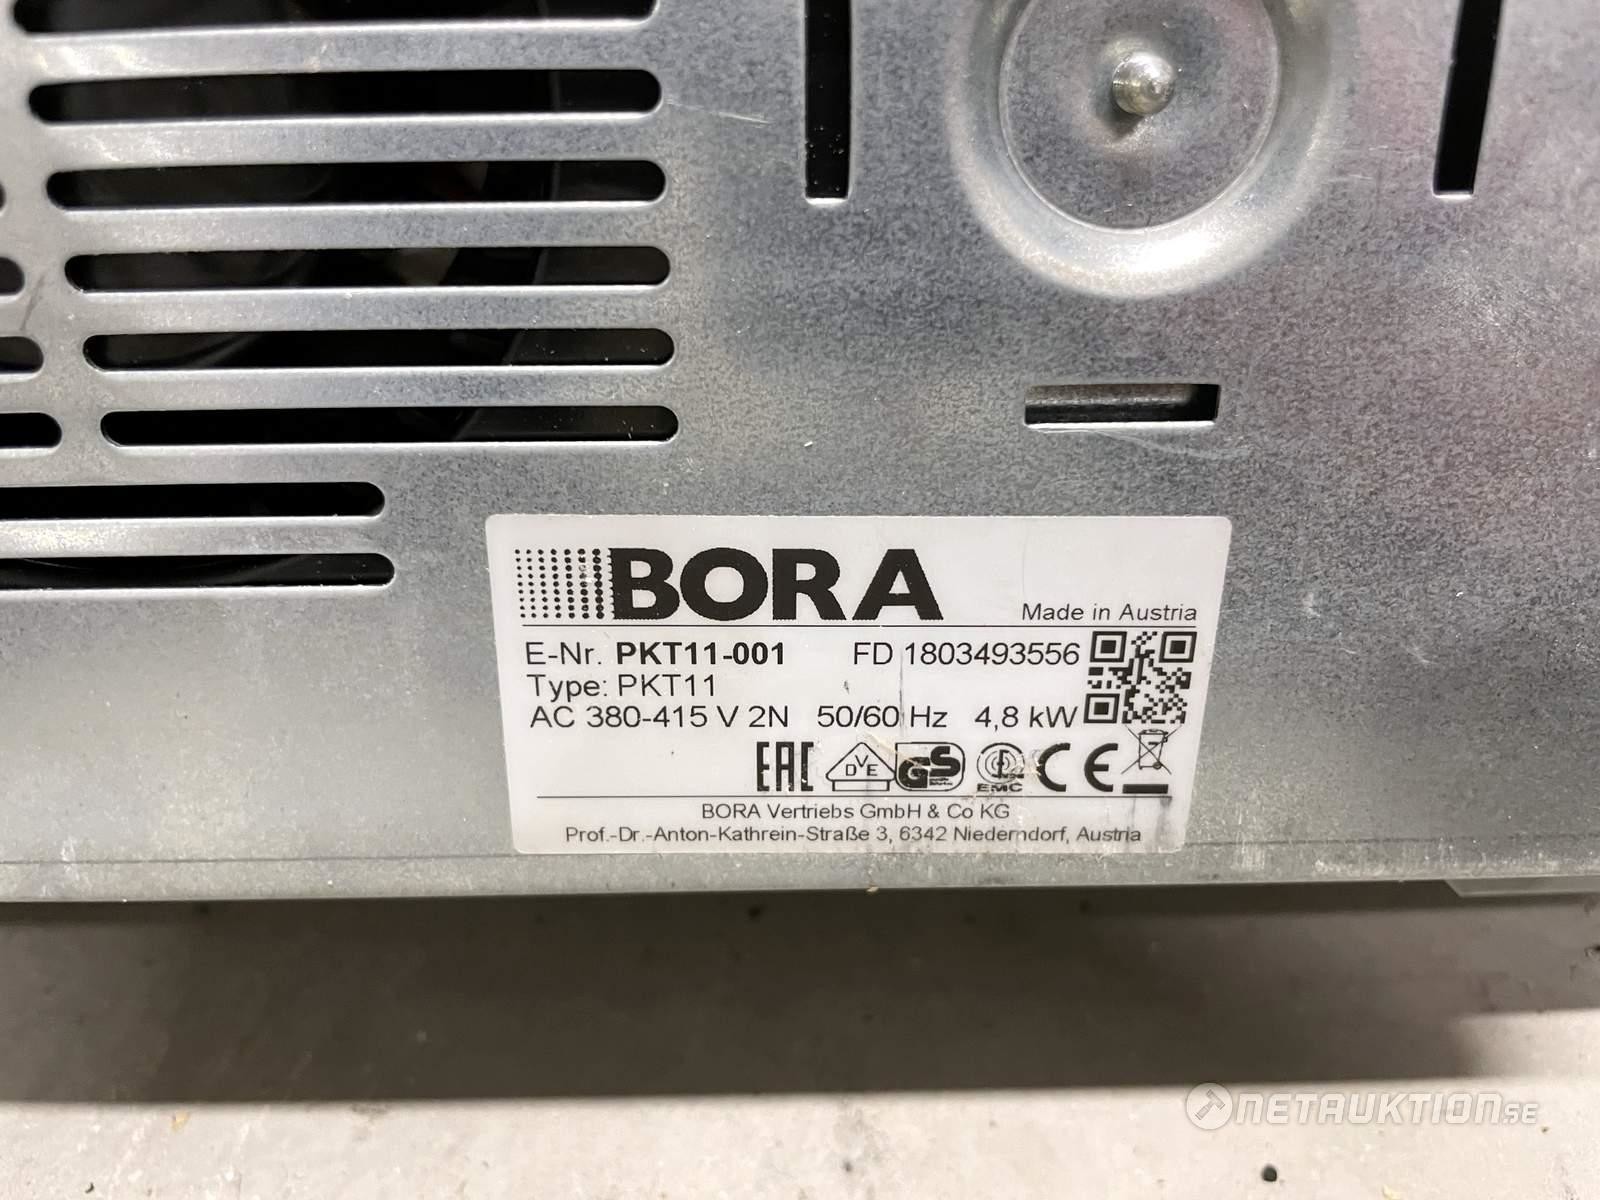 BORA
Made in Austria
E-Nr. PKT11-001 FD 1803493556
Type: PKT11
AC 380-415 V 2N 50/60 Hz 4,8 kW
EAC DVE GS EMC CE
BORA Vertriebs GmbH & Co KG
Prof.-Dr.-Anton-Kathrein-Straße 3, 6342 Niederndorf, Austria
NETAUKTION.SE